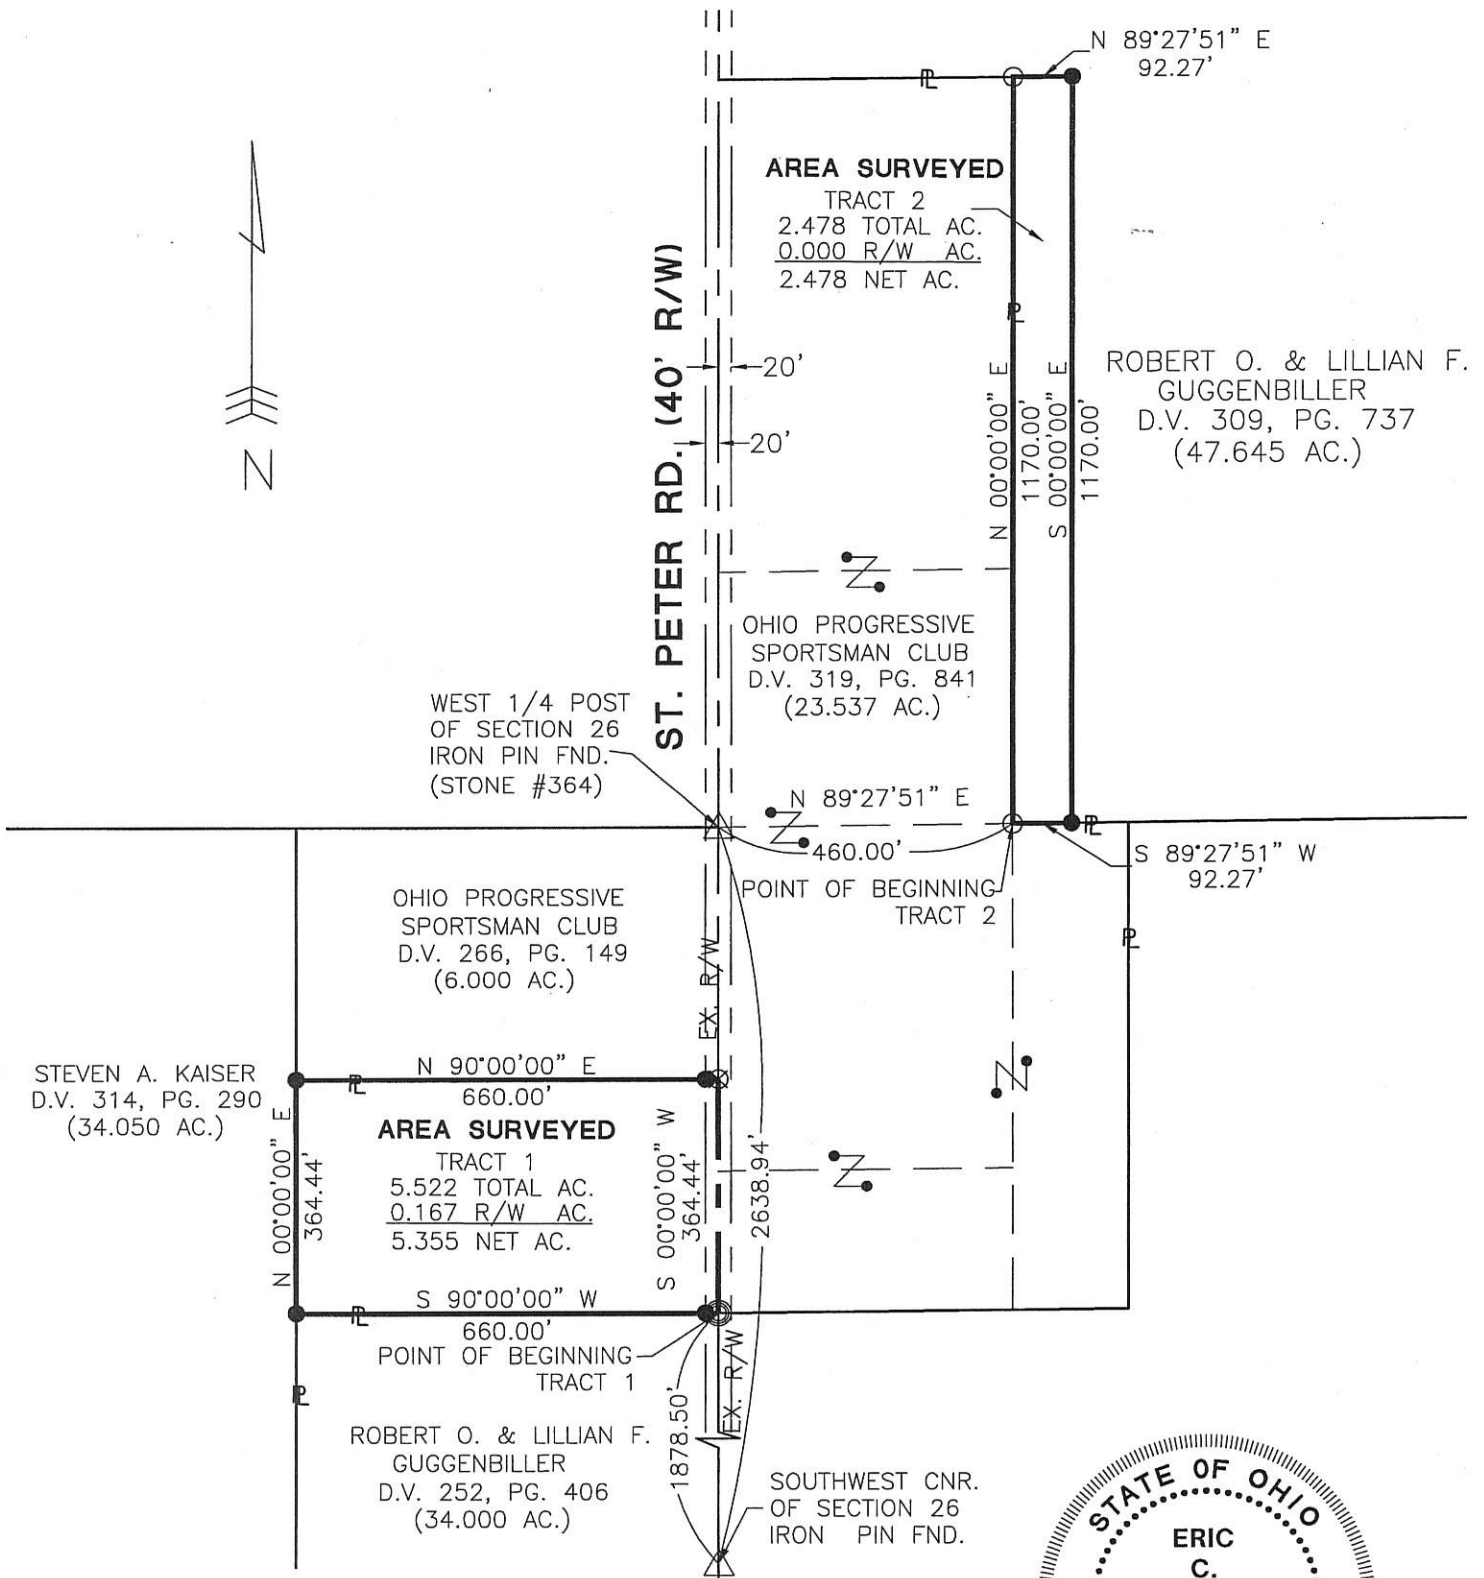 N 89°27'51" E
92.27'
℄
AREA SURVEYED
TRACT 2
2.478 TOTAL AC.
0.000 R/W AC.
2.478 NET AC.
N
ST. PETER RD. (40' R/W)
20'
20'
N 00°00'00" E
1170.00'
S 00°00'00" E
1170.00'
ROBERT O. & LILLIAN F.
GUGGENBILLER
D.V. 309, PG. 737
(47.645 AC.)
OHIO PROGRESSIVE
SPORTSMAN CLUB
D.V. 319, PG. 841
(23.537 AC.)
WEST 1/4 POST
OF SECTION 26
IRON PIN FND.
(STONE #364)
N 89°27'51" E
460.00'
POINT OF BEGINNING
TRACT 2
S 89°27'51" W
92.27'
OHIO PROGRESSIVE
SPORTSMAN CLUB
D.V. 266, PG. 149
(6.000 AC.)
EX. R/W
STEVEN A. KAISER
D.V. 314, PG. 290
(34.050 AC.)
N 90°00'00" E
660.00'
AREA SURVEYED
TRACT 1
5.522 TOTAL AC.
0.167 R/W AC.
5.355 NET AC.
N 00°00'00" E
364.44'
S 00°00'00" W
364.44'
2638.94'
S 90°00'00" W
660.00'
POINT OF BEGINNING
TRACT 1
EX. R/W
1878.50'
ROBERT O. & LILLIAN F.
GUGGENBILLER
D.V. 252, PG. 406
(34.000 AC.)
SOUTHWEST CNR.
OF SECTION 26
IRON PIN FND.
STATE OF OHIO
ERIC
C.